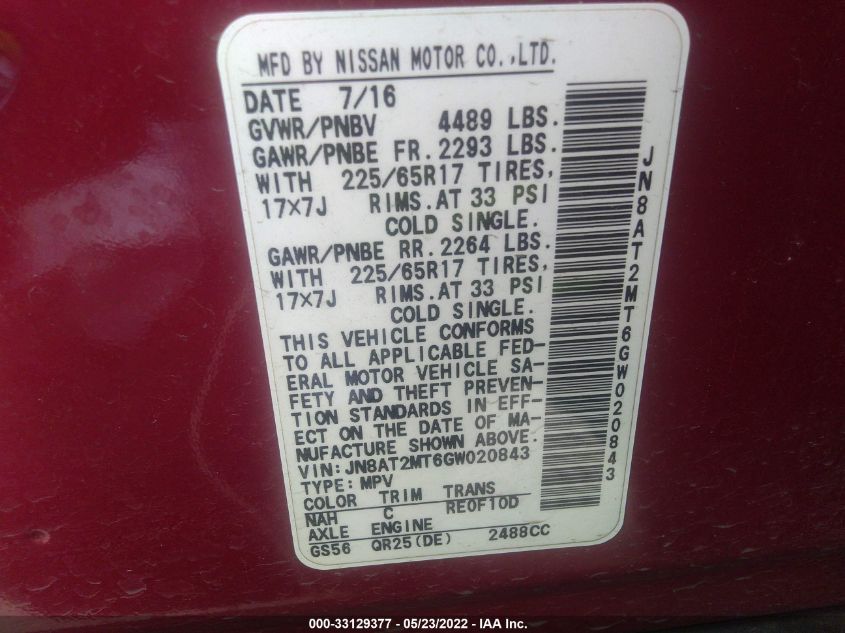 MFD BY NISSAN MOTOR CO.,LTD.
DATE 7/16
GVWR/PNBV 4489 LBS.
GAWR/PNBE FR. 2293 LBS.
WITH 225/65R17 TIRES,
17×7J RIMS.AT 33 PSI
COLD SINGLE.
GAWR/PNBE RR. 2264 LBS.
WITH 225/65R17 TIRES,
17×7J RIMS.AT 33 PSI
COLD SINGLE.
THIS VEHICLE CONFORMS
TO ALL APPLICABLE FED-
ERAL MOTOR VEHICLE SA-
FETY AND THEFT PREVEN-
TION STANDARDS IN EFF-
ECT ON THE DATE OF MA-
NUFACTURE SHOWN ABOVE.
VIN:JN8AT2MT6GW020843
TYPE:MPV
COLOR TRIM TRANS
NAH C RE0F10D
AXLE ENGINE
GS56 QR25(DE) 2488CC
JN8AT2MT6GW020843
000-33129377 - 05/23/2022 - IAA Inc.